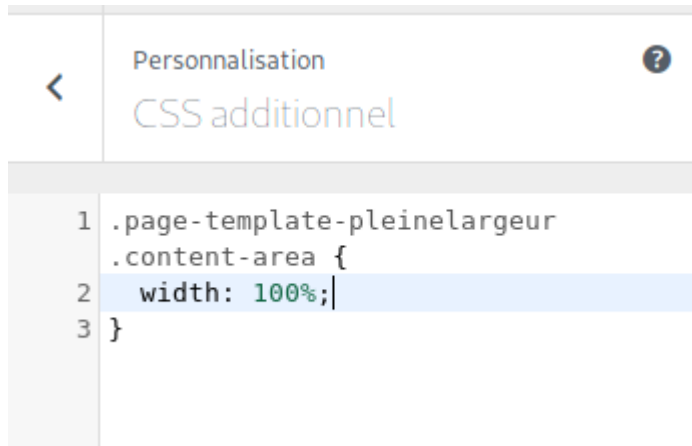 Personnalisation
CSS additionnel
1 .page-template-pleinelargeur
.content-area {
2 width: 100%;
3 }